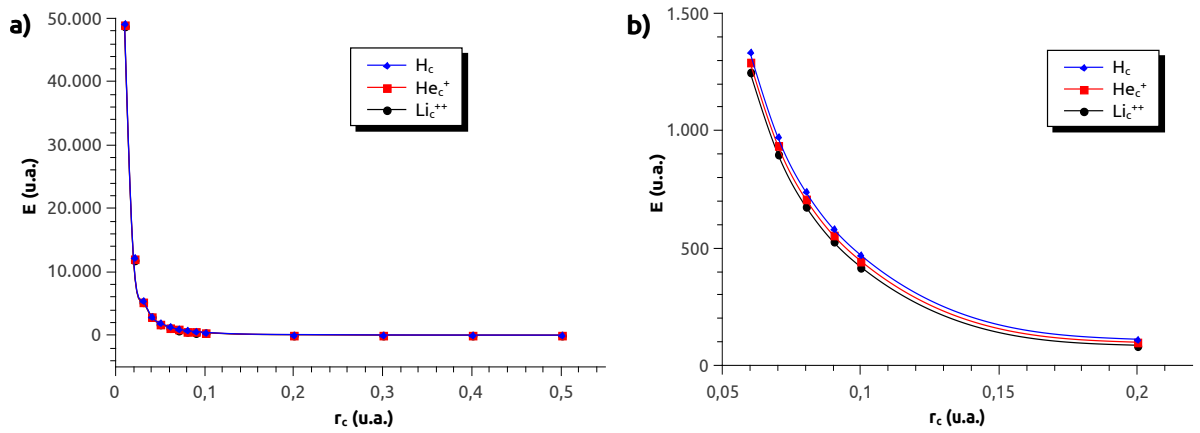 a)
50.000
40.000
30.000
20.000
10.000
0
E (u.a.)
H_c
He_c^+
Li_c^++
0
0,1
0,2
0,3
0,4
0,5
r_c (u.a.)
b)
1.500
1.000
500
0
E (u.a.)
H_c
He_c^+
Li_c^++
0,05
0,1
0,15
0,2
r_c (u.a.)